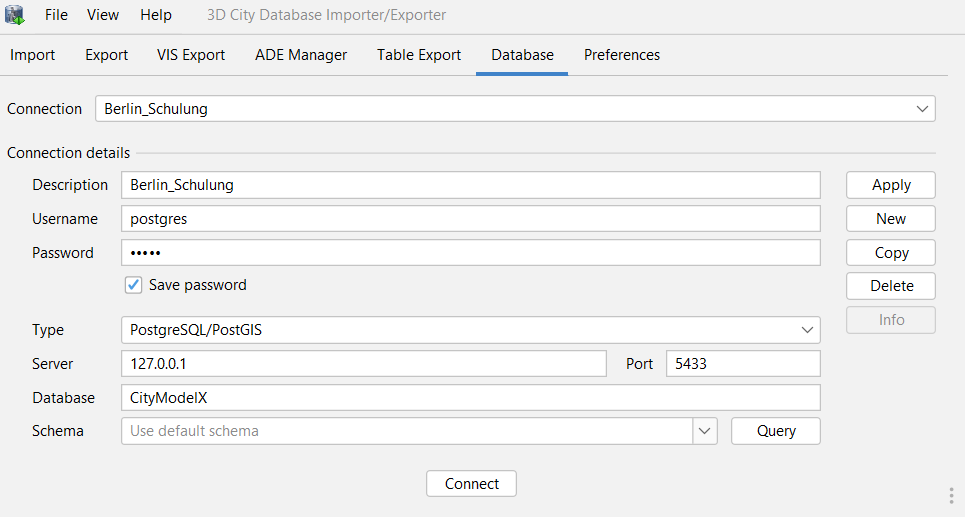 File View Help 3D City Database Importer/Exporter
Import Export VIS Export ADE Manager Table Export Database Preferences
Connection Berlin_Schulung
Connection details
Description Berlin_Schulung Apply
Username postgres New
Password ••••• Copy
Save password Delete
Info
Type PostgreSQL/PostGIS
Server 127.0.0.1 Port 5433
Database CityModelX
Schema Use default schema Query
Connect